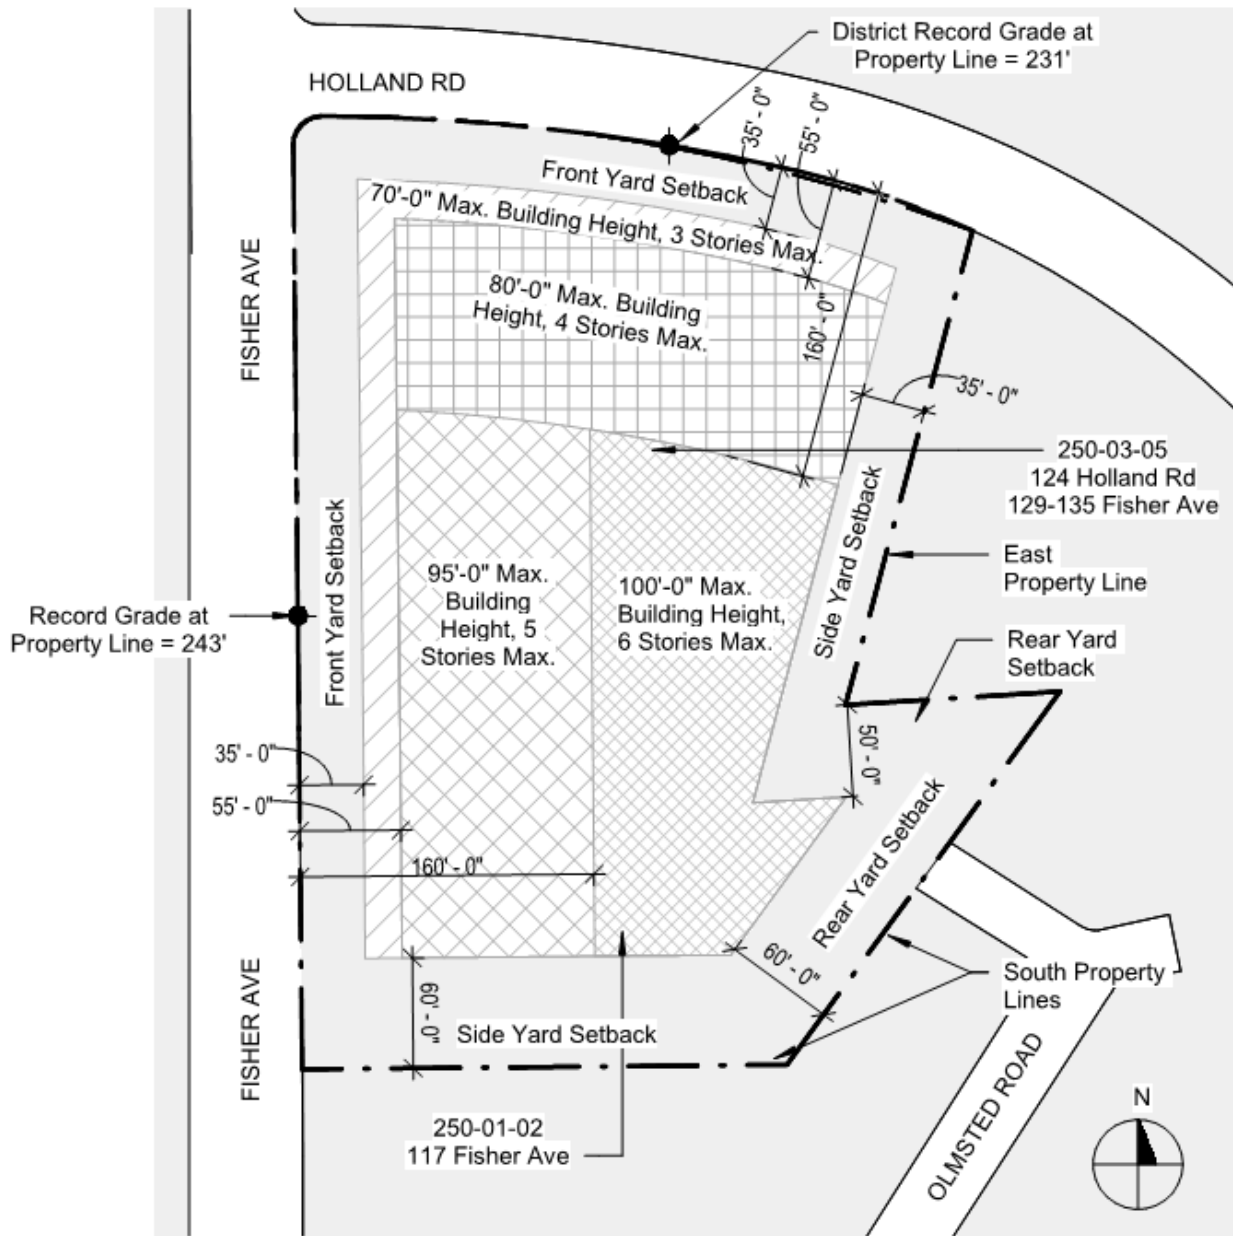 District Record Grade at
Property Line = 231'
HOLLAND RD
35' - 0"
55' - 0"
Front Yard Setback
70'-0" Max. Building Height, 3 Stories Max.
FISHER AVE
80'-0" Max. Building
Height, 4 Stories Max.
160' - 0"
35' - 0"
250-03-05
124 Holland Rd
129-135 Fisher Ave
Side Yard Setback
Front Yard Setback
East
Property Line
95'-0" Max.
Building
Height, 5
Stories Max.
100'-0" Max.
Building Height,
6 Stories Max.
Record Grade at
Property Line = 243'
Rear Yard
Setback
35' - 0"
50' - 0"
55' - 0"
160' - 0"
Rear Yard Setback
60' - 0"
South Property
Lines
FISHER AVE
60' - 0"
Side Yard Setback
250-01-02
117 Fisher Ave
OLMSTED ROAD
N